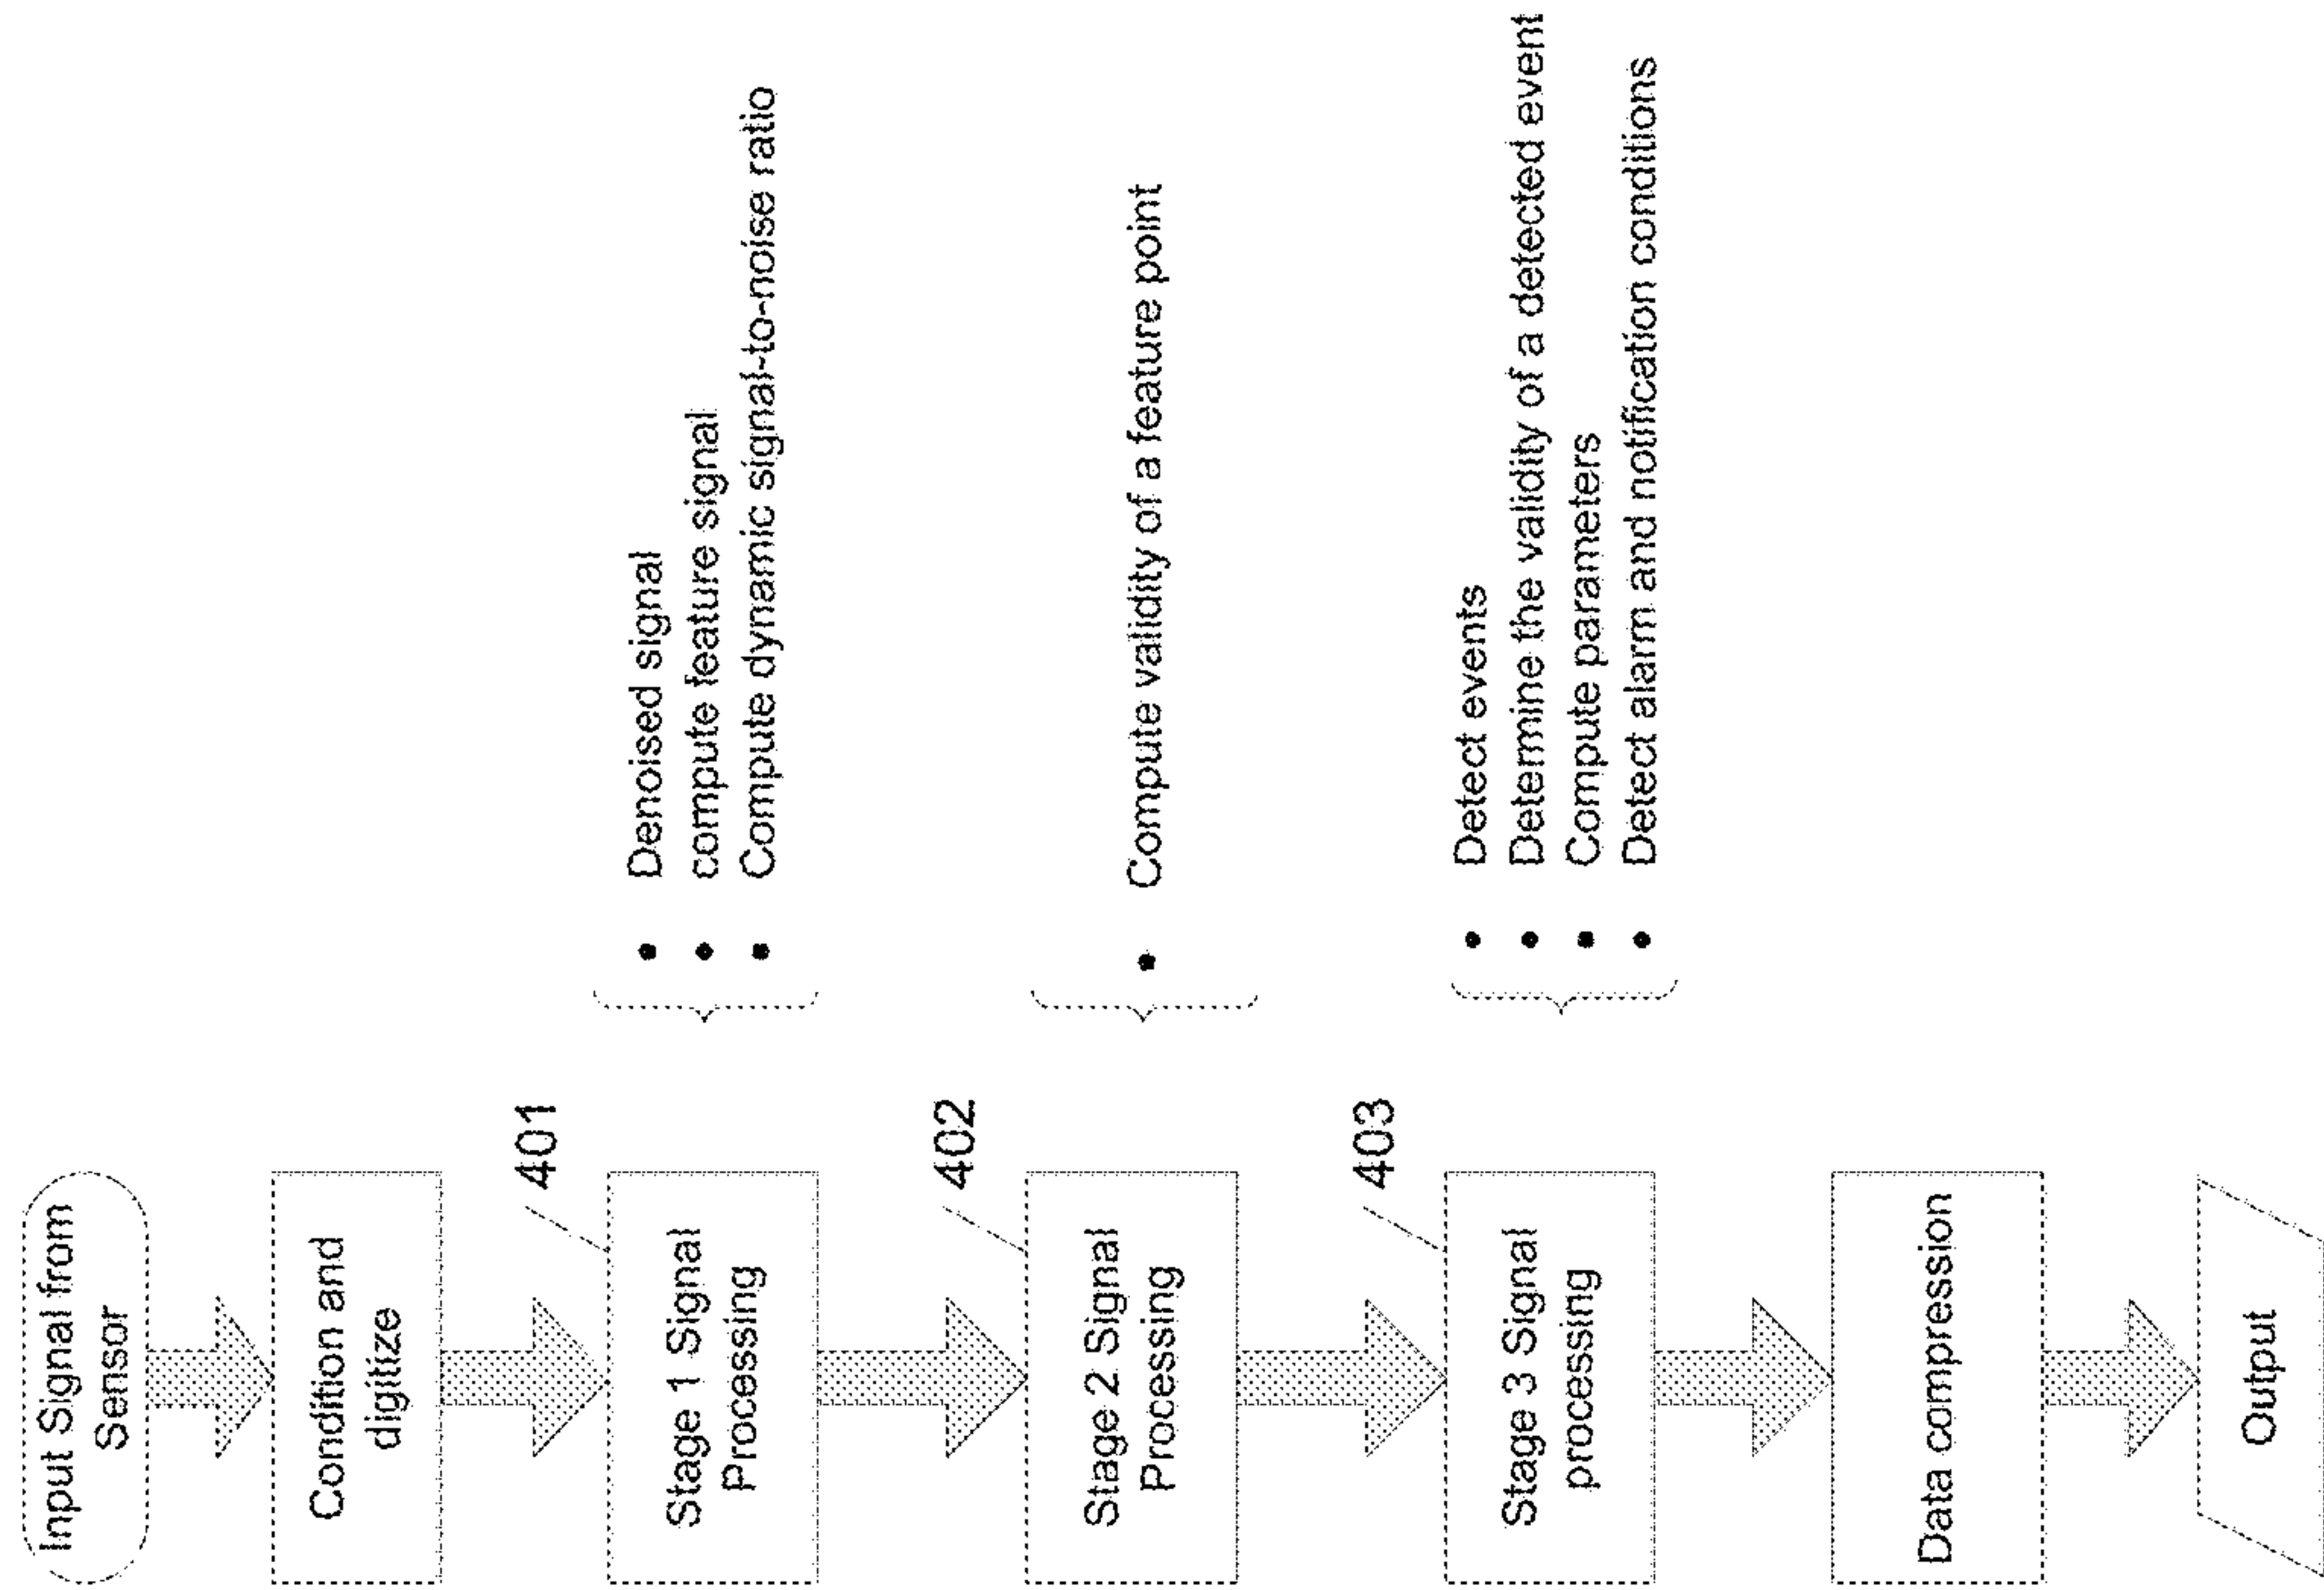 Input Signal from
Sensor
Condition and
digitize
401
Stage 1 Signal
Processing
• Denoised signal
• compute feature signal
• Compute dynamic signal-to-noise ratio
402
Stage 2 Signal
Processing
• Compute validity of a feature point
403
Stage 3 Signal
processing
• Detect events
• Determine the validity of a detected event
• Compute parameters
• Detect alarm and notification conditions
Data compression
Output